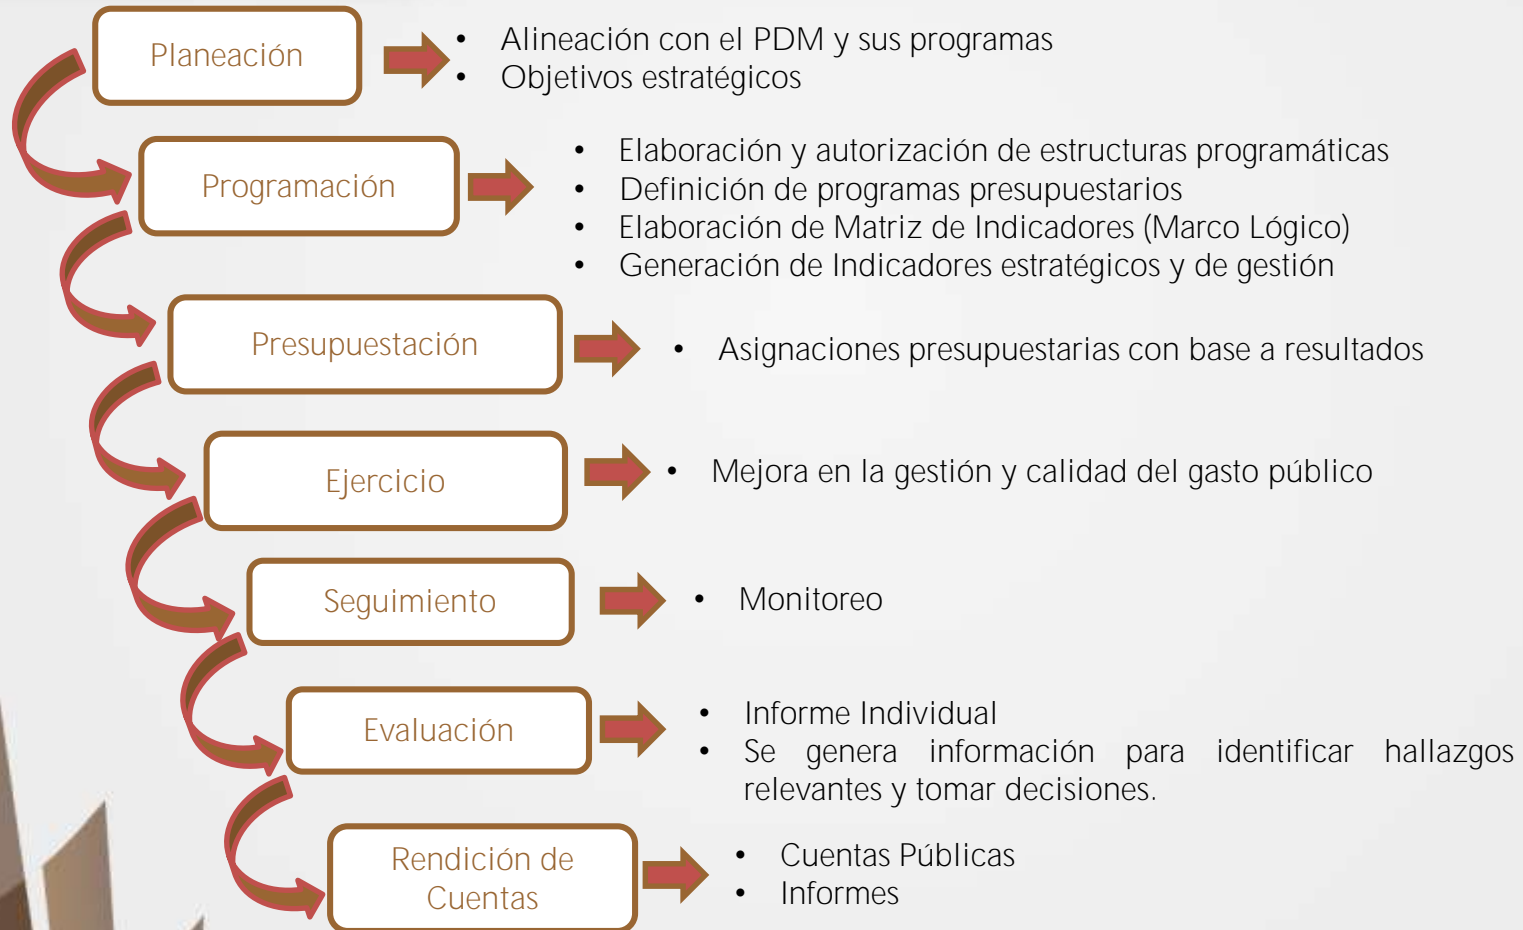 Planeación
• Alineación con el PDM y sus programas
• Objetivos estratégicos
Programación
• Elaboración y autorización de estructuras programáticas
• Definición de programas presupuestarios
• Elaboración de Matriz de Indicadores (Marco Lógico)
• Generación de Indicadores estratégicos y de gestión
Presupuestación
• Asignaciones presupuestarias con base a resultados
Ejercicio
• Mejora en la gestión y calidad del gasto público
Seguimiento
• Monitoreo
Evaluación
• Informe Individual
• Se genera información para identificar hallazgos
relevantes y tomar decisiones.
Rendición de
Cuentas
• Cuentas Públicas
• Informes